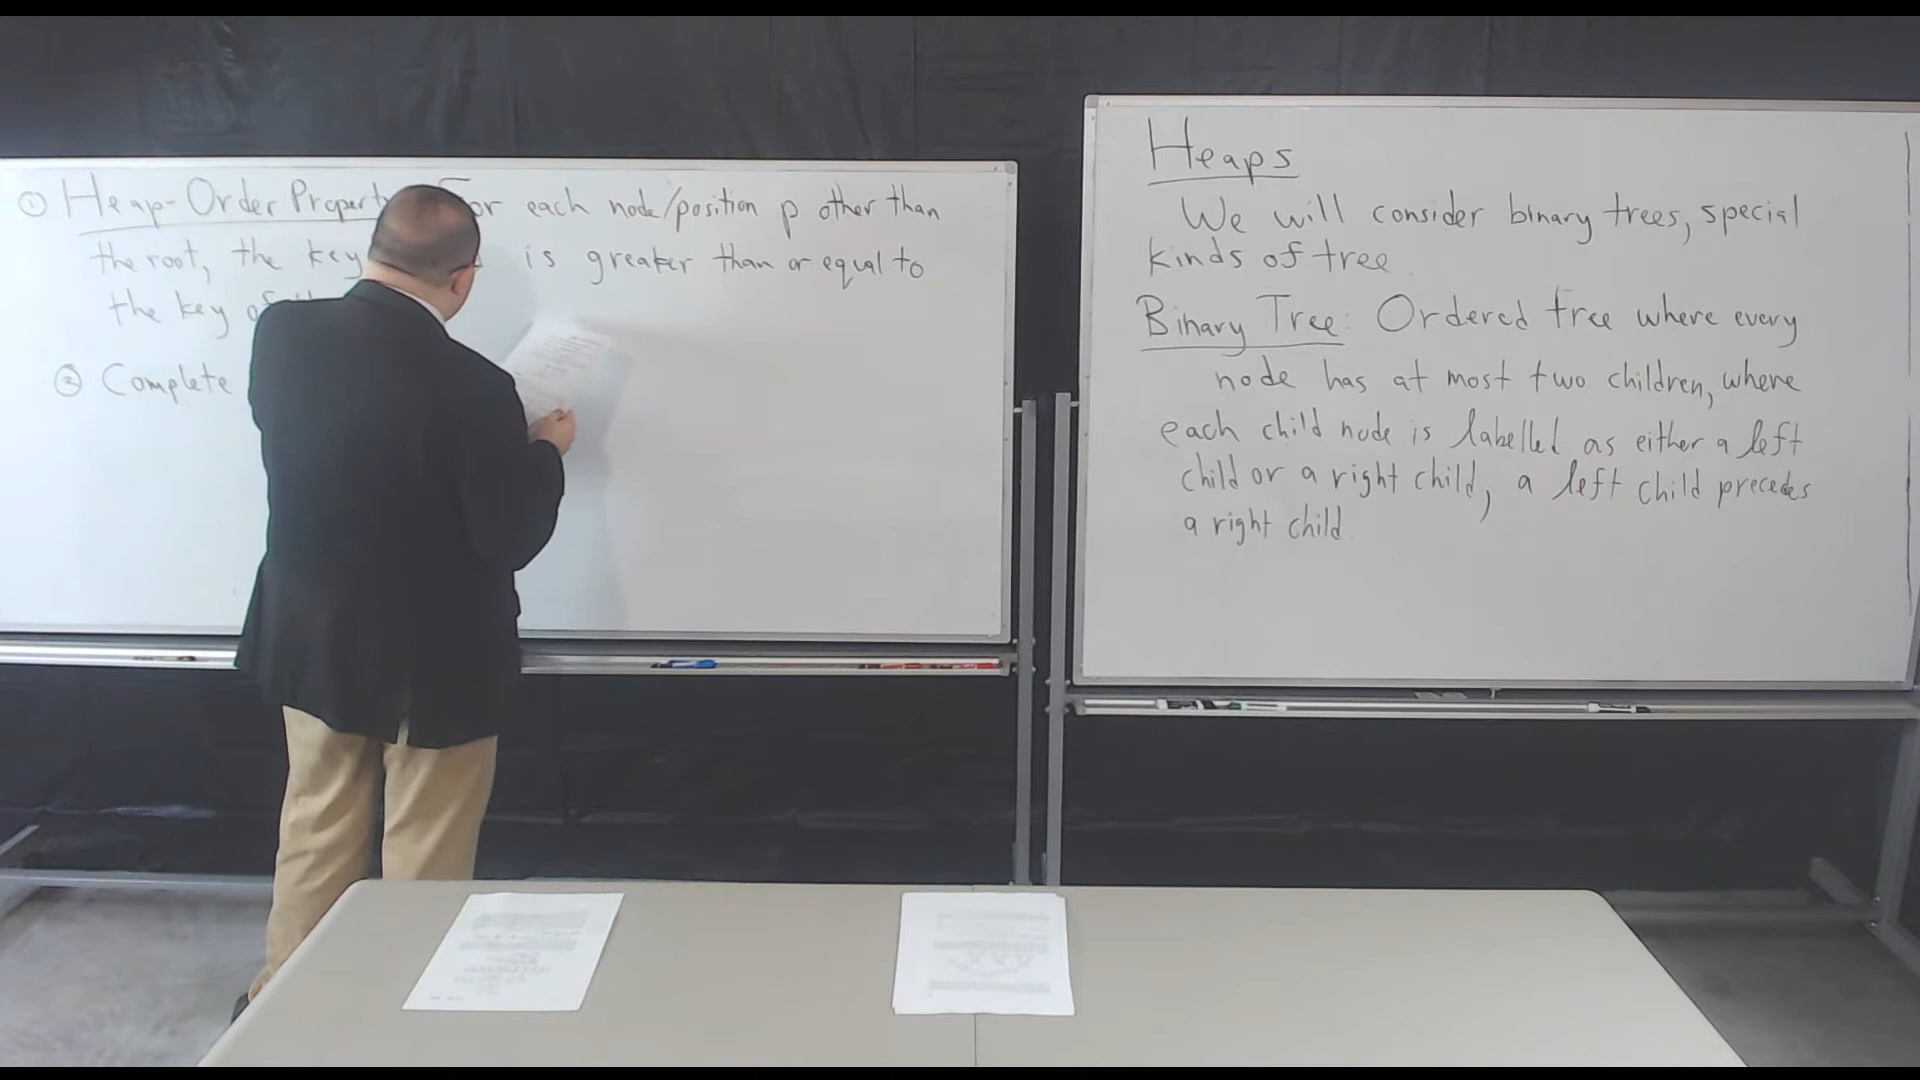 ① Heap-Order Property For each node/position p other than
the root, the key is greater than or equal to
the key of
② Complete
Heaps
We will consider binary trees, special
kinds of tree
Binary Tree: Ordered tree where every
node has at most two children, where
each child node is labelled as either a left
child or a right child, a left child precedes
a right child